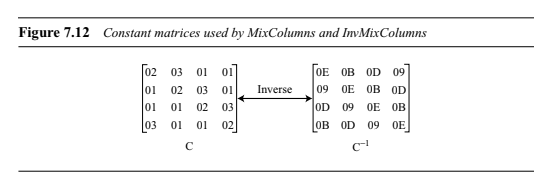 Figure 7.12 Constant matrices used by MixColumns and InvMixColumns
02 03 01 01 0E 0B 0D 09
01 02 03 01 Inverse 09 0E 0B 0D
01 01 02 03 0D 09 0E 0B
03 01 01 02 0B 0D 09 0E
C C⁻¹